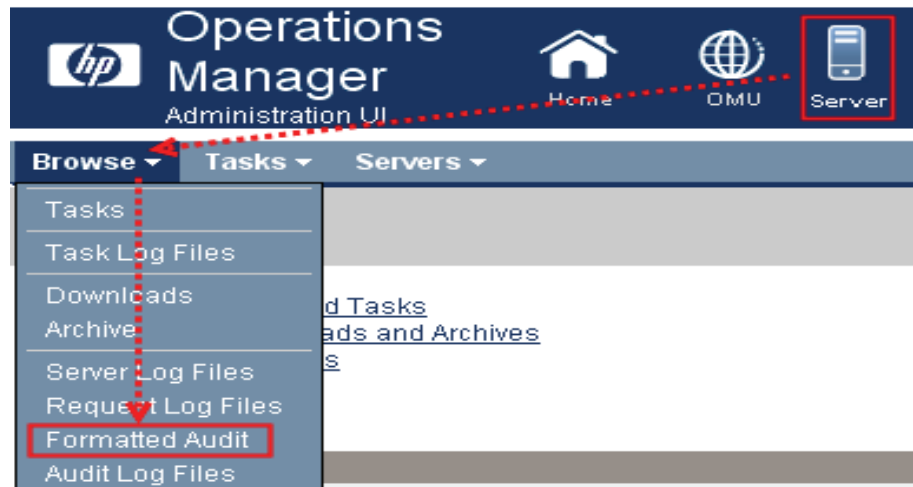 hp
Operations
Manager
Administration UI
Home
OMU
Server
Browse
Tasks
Servers
Tasks
Task Log Files
Downloads
Archive
Server Log Files
Request Log Files
Formatted Audit
Audit Log Files
d Tasks
ads and Archives
s